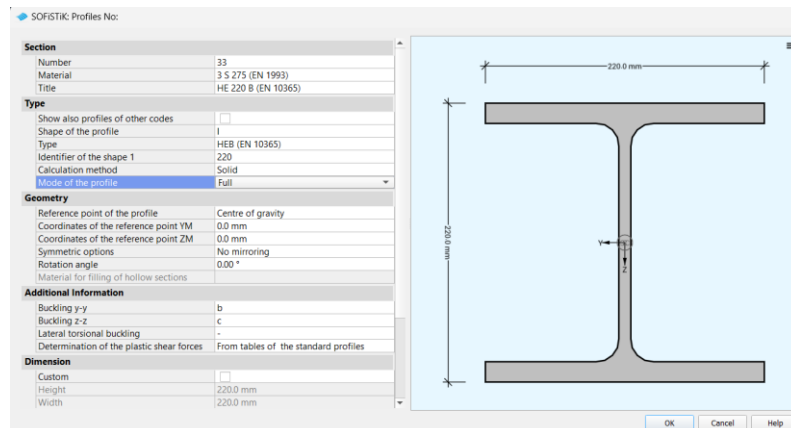 SOFiSTiK: Profiles No:
Section
Number 33
Material 3 S 275 (EN 1993)
Title HE 220 B (EN 10365)
Type
Show also profiles of other codes
Shape of the profile I
Type HEB (EN 10365)
Identifier of the shape 1 220
Calculation method Solid
Mode of the profile Full
Geometry
Reference point of the profile Centre of gravity
Coordinates of the reference point YM 0.0 mm
Coordinates of the reference point ZM 0.0 mm
Symmetric options No mirroring
Rotation angle 0.00 °
Material for filling of hollow sections
Additional Information
Buckling y-y b
Buckling z-z c
Lateral torsional buckling -
Determination of the plastic shear forces From tables of the standard profiles
Dimension
Custom
Height 220.0 mm
Width 220.0 mm
220.0 mm
220.0 mm
Y
Z
OK Cancel Help